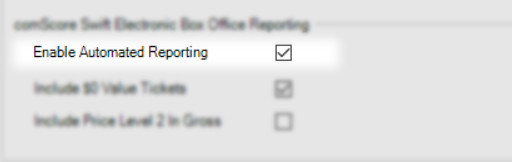 comScore Swift Electronic Box Office Reporting
Enable Automated Reporting
Include $0 Value Tickets
Include Price Level 2 In Gross